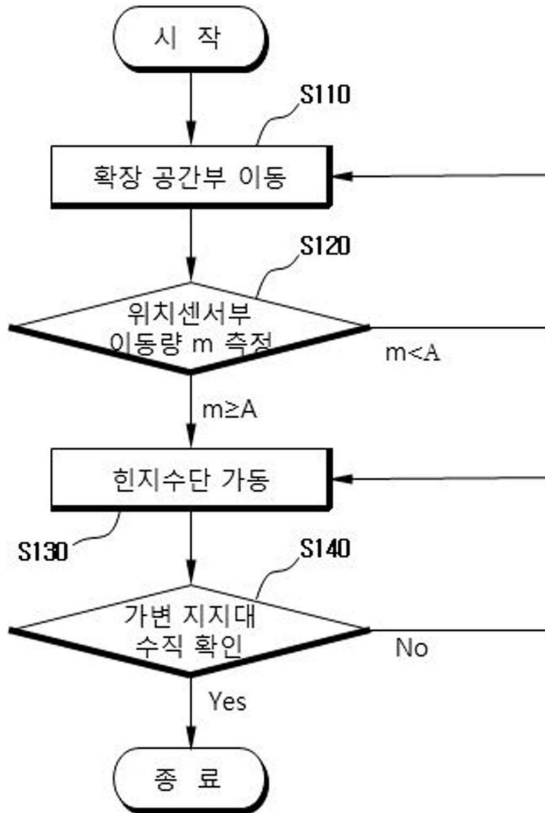 시 작
S110
확장 공간부 이동
S120
위치센서부
이동량 m 측정
m<A
m≥A
힌지수단 가동
S130
S140
가변 지지대
수직 확인
No
Yes
종 료